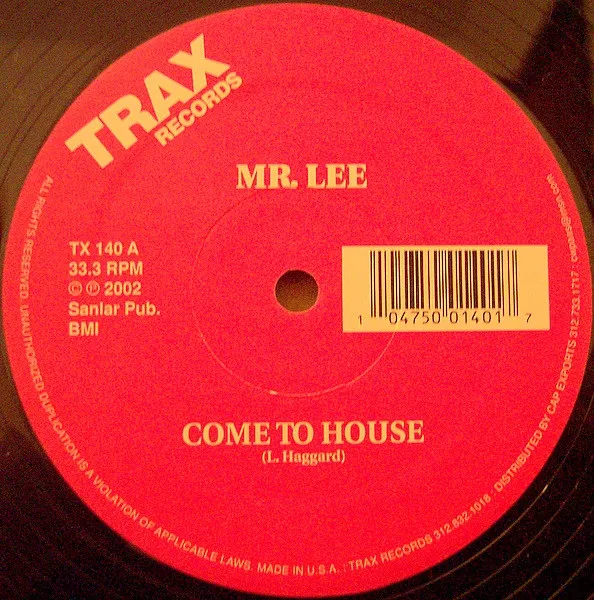 TRAX
RECORDS
MR. LEE
TX 140 A
33.3 RPM
© ℗ 2002
Sanlar Pub.
BMI
1 04750 01401 7
COME TO HOUSE
(L. Haggard)
ALL RIGHTS RESERVED. UNAUTHORIZED DUPLICATION IS A VIOLATION OF APPLICABLE LAWS. MADE IN U.S.A. : TRAX RECORDS 312.832.1018 · DISTRIBUTED BY CAP EXPORTS 312.733.1717 ·